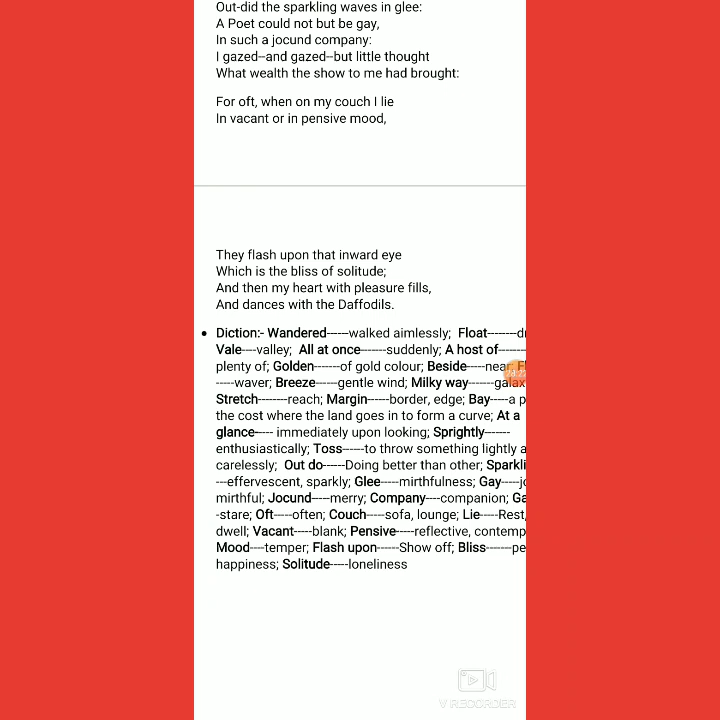 Out-did the sparkling waves in glee:
A Poet could not but be gay,
In such a jocund company:
I gazed--and gazed--but little thought
What wealth the show to me had brought:
For oft, when on my couch I lie
In vacant or in pensive mood,
They flash upon that inward eye
Which is the bliss of solitude;
And then my heart with pleasure fills,
And dances with the Daffodils.
• Diction:- Wandered------walked aimlessly; Float--------
Vale----valley; All at once-------suddenly; A host of--------
plenty of; Golden-------of gold colour; Beside-----near;
-----waver; Breeze------gentle wind; Milky way-------
Stretch--------reach; Margin------border, edge; Bay-----a
the cost where the land goes in to form a curve; At a
glance----- immediately upon looking; Sprightly-------
enthusiastically; Toss------to throw something lightly
carelessly; Out do------Doing better than other;
---effervescent, sparkly; Glee-----mirthfulness; Gay-----
mirthful; Jocund-----merry; Company----companion;
-stare; Oft-----often; Couch-----sofa, lounge; Lie-----Rest,
dwell; Vacant-----blank; Pensive-----reflective,
Mood----temper; Flash upon------Show off; Bliss-------
happiness; Solitude-----loneliness
V RECORDER